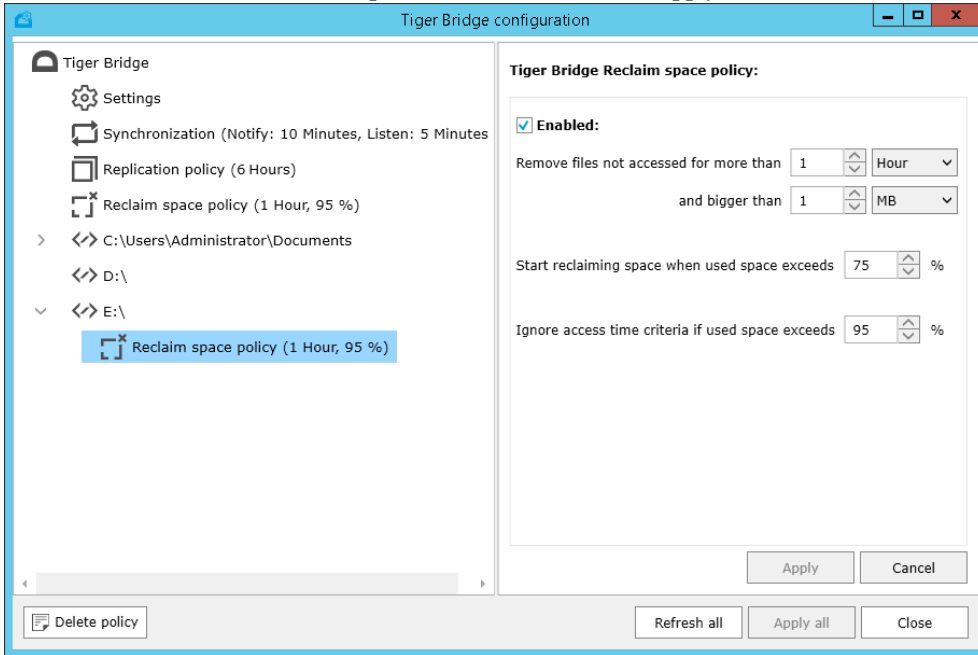 Tiger Bridge configuration
Tiger Bridge
Settings
Synchronization (Notify: 10 Minutes, Listen: 5 Minutes
Replication policy (6 Hours)
Reclaim space policy (1 Hour, 95 %)
C:\Users\Administrator\Documents
D:\
E:\
Reclaim space policy (1 Hour, 95 %)
Delete policy
Tiger Bridge Reclaim space policy:
Enabled:
Remove files not accessed for more than 1 Hour
and bigger than 1 MB
Start reclaiming space when used space exceeds 75 %
Ignore access time criteria if used space exceeds 95 %
Apply Cancel
Refresh all Apply all Close